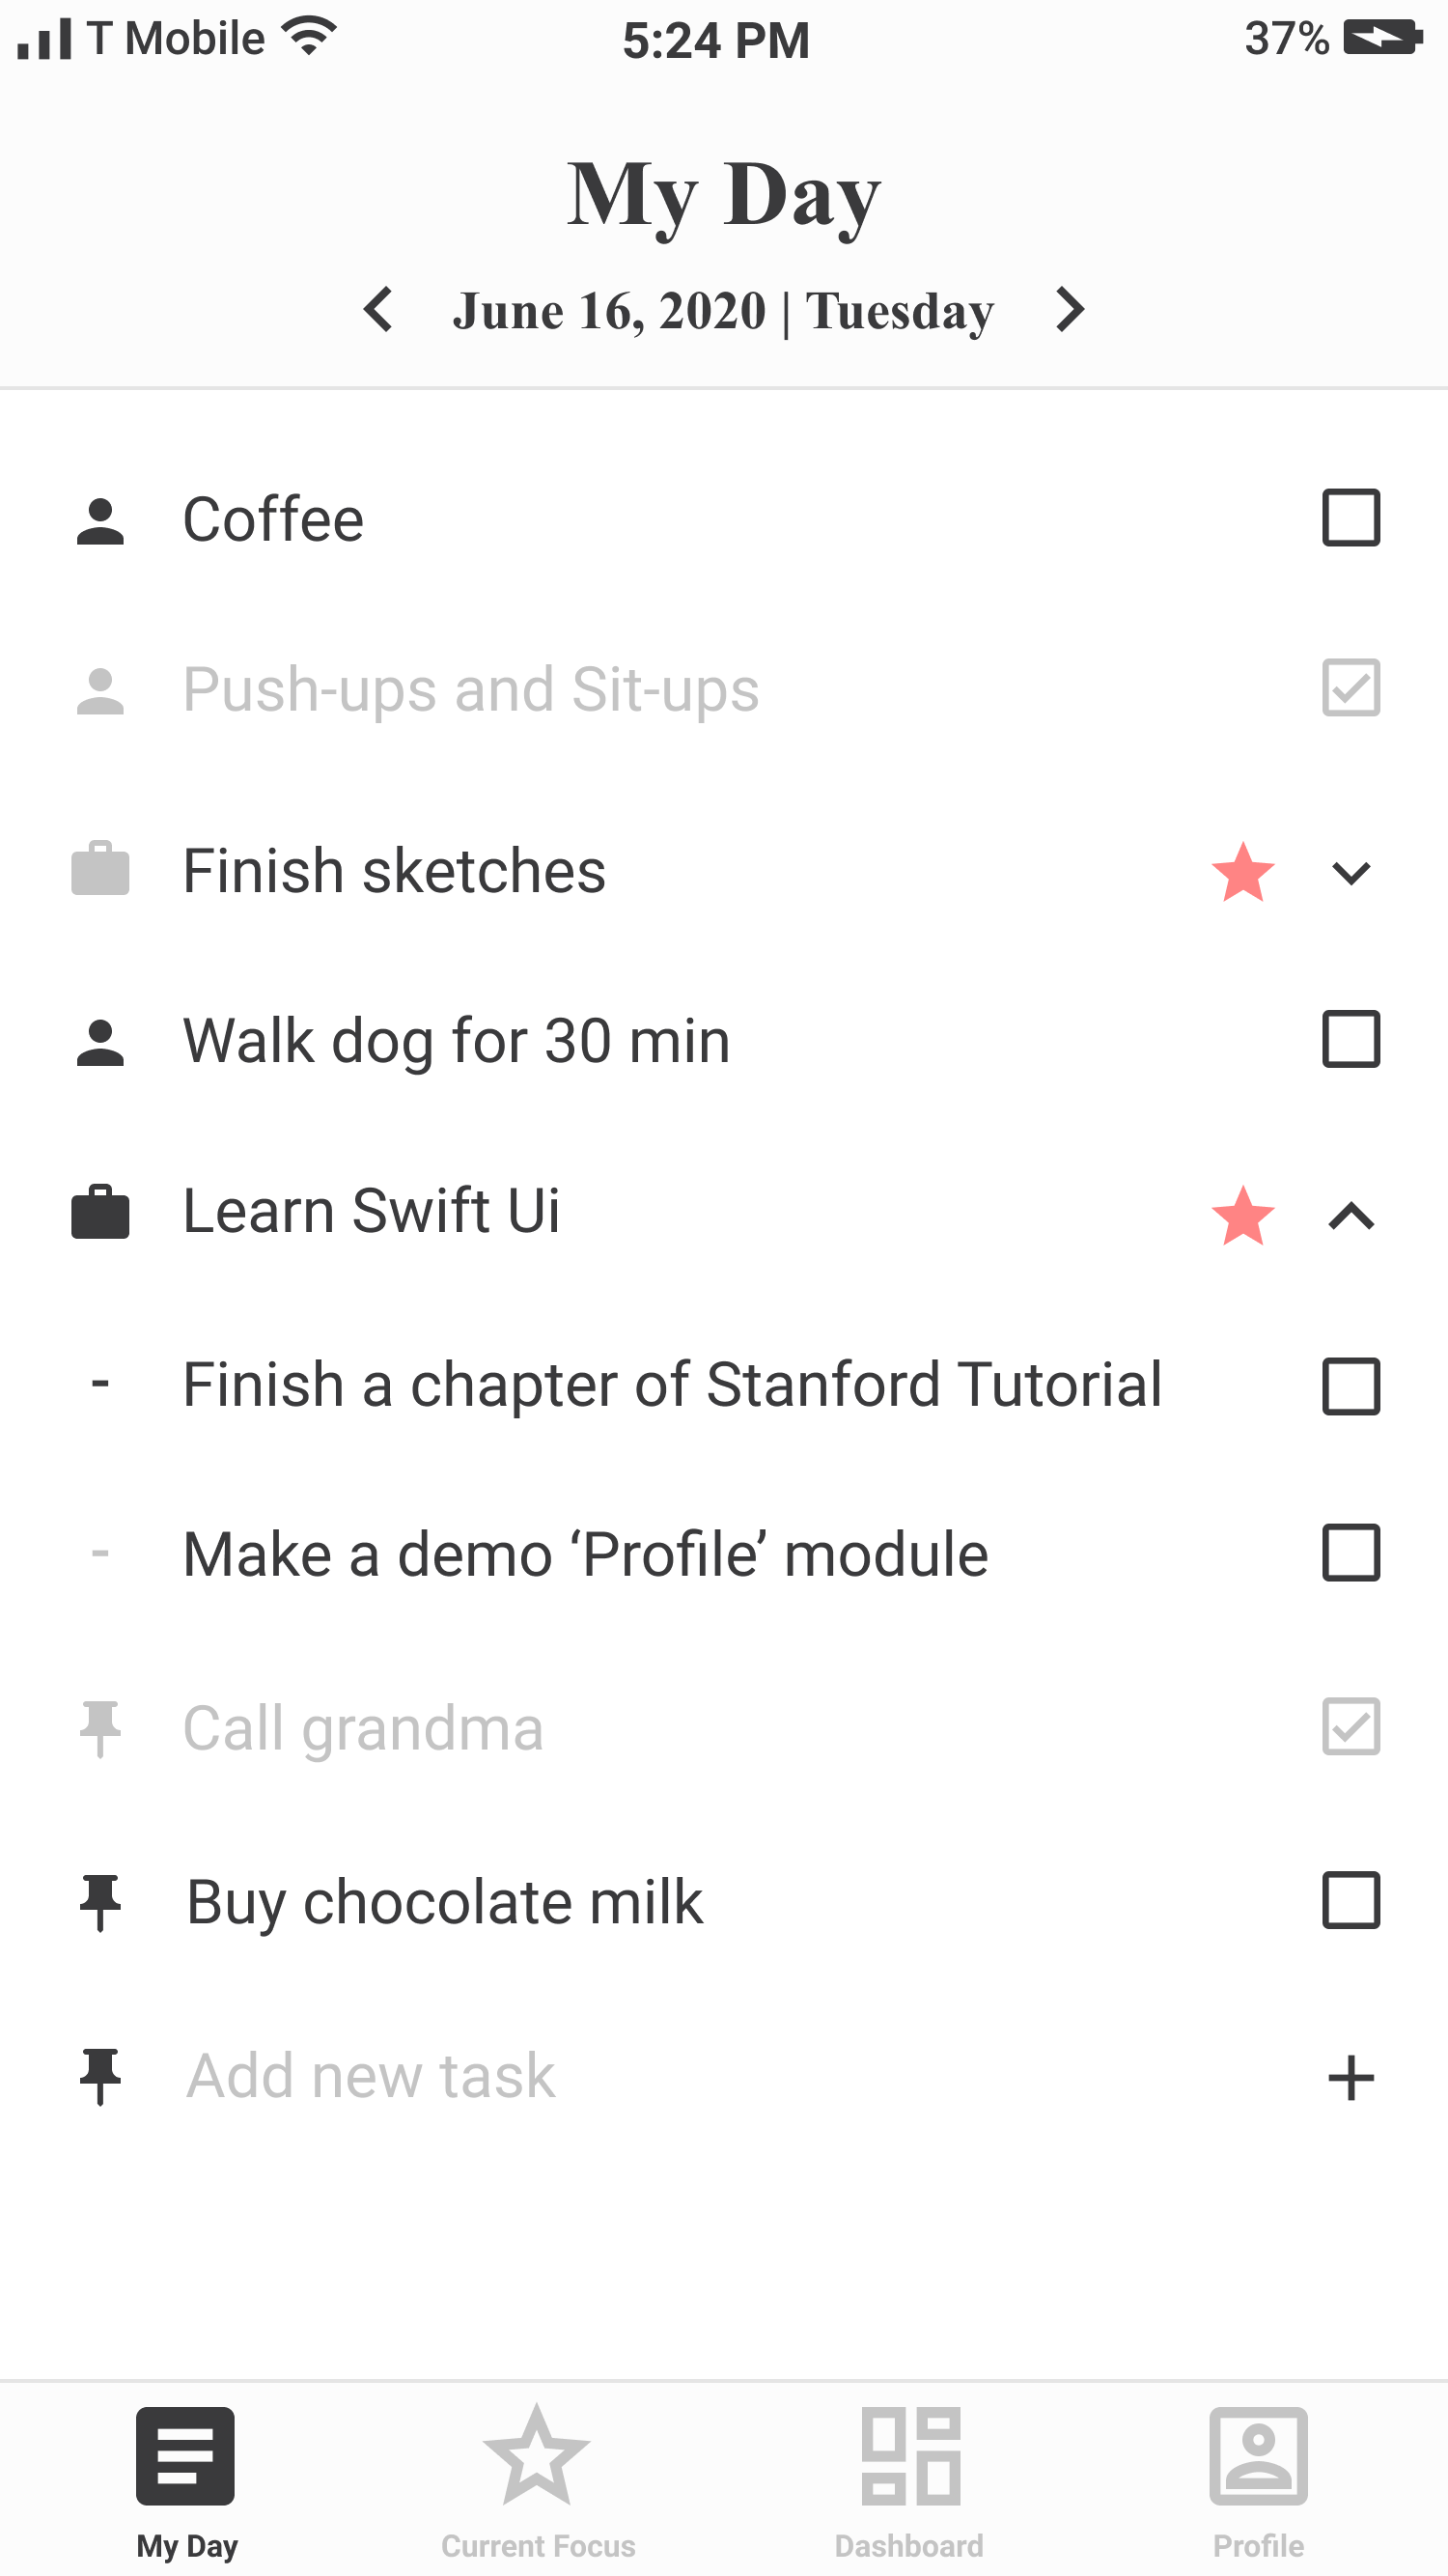 T Mobile 5:24 PM 37%
My Day
June 16, 2020 | Tuesday
Coffee
Push-ups and Sit-ups
Finish sketches
Walk dog for 30 min
Learn Swift Ui
- Finish a chapter of Stanford Tutorial
- Make a demo ‘Profile’ module
Call grandma
Buy chocolate milk
Add new task
My Day Current Focus Dashboard Profile